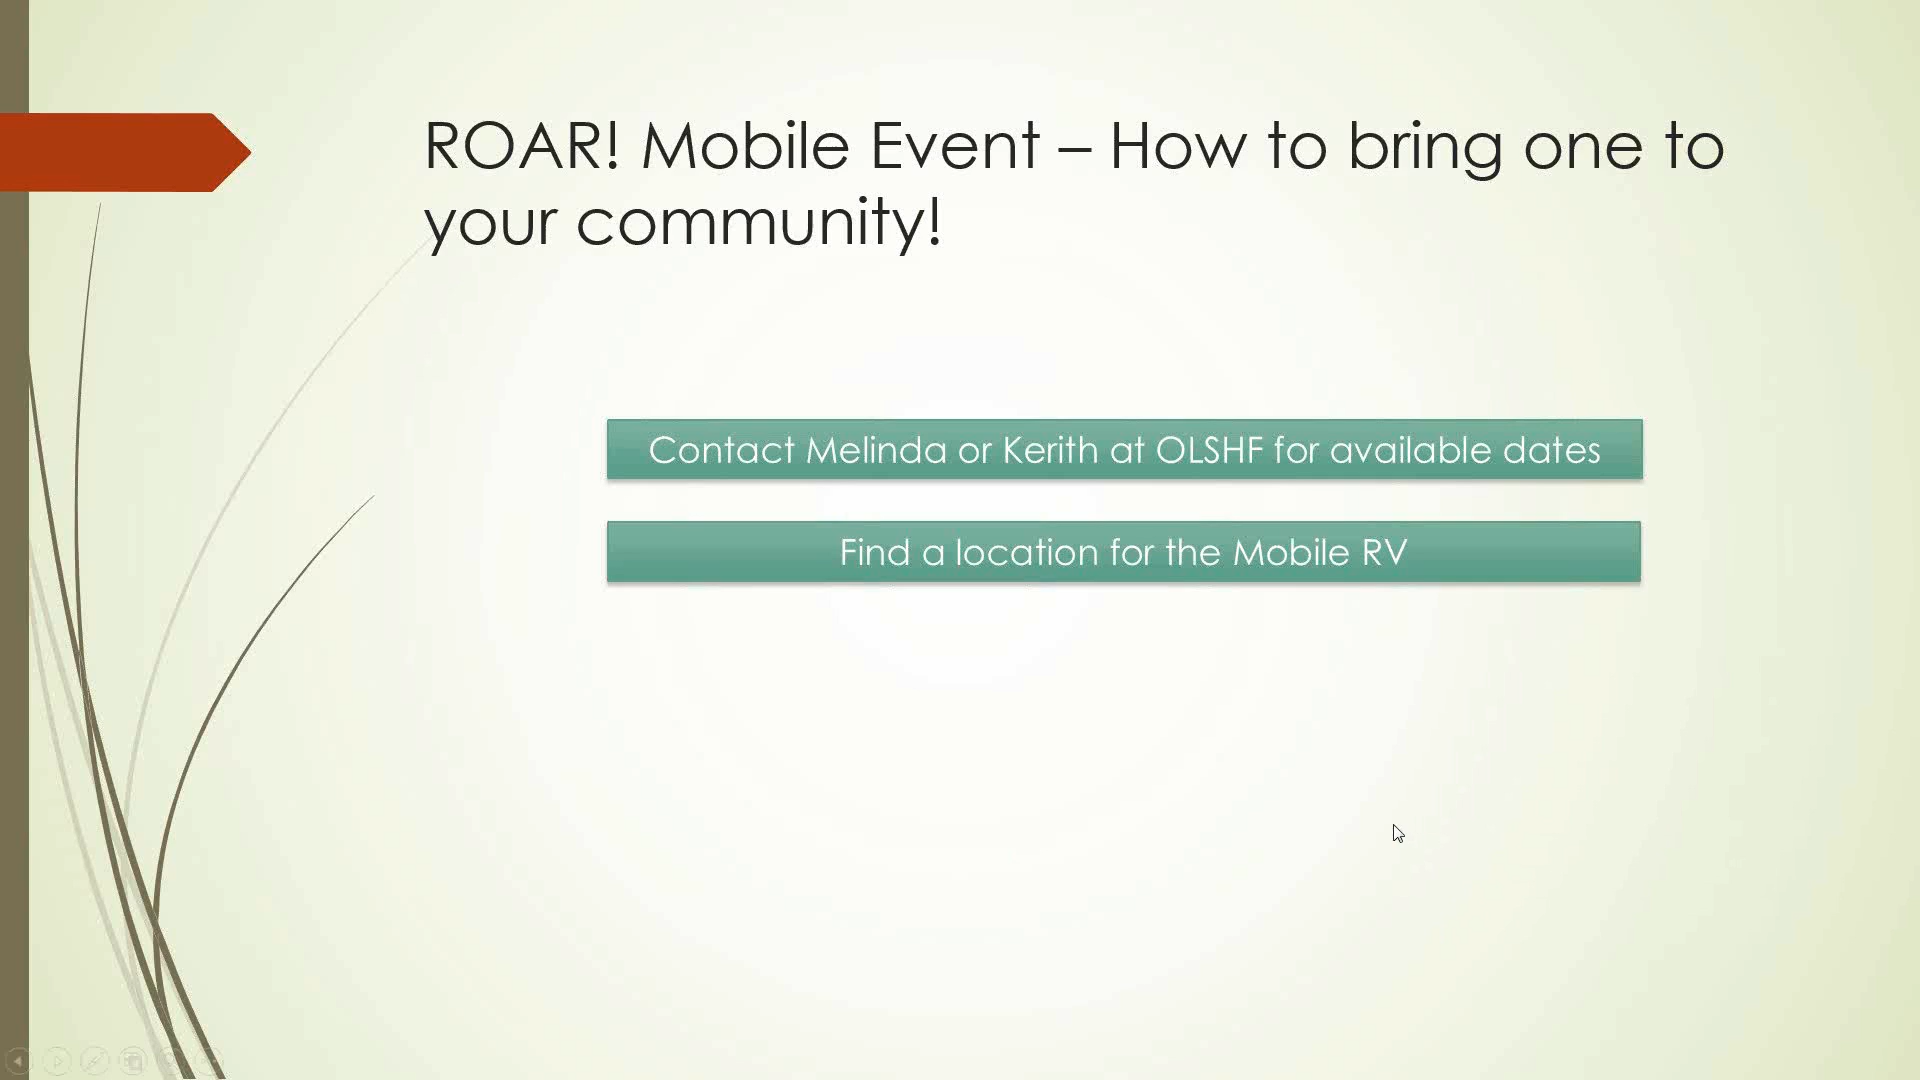 ROAR! Mobile Event – How to bring one to
your community!
Contact Melinda or Kerith at OLSHF for available dates
Find a location for the Mobile RV